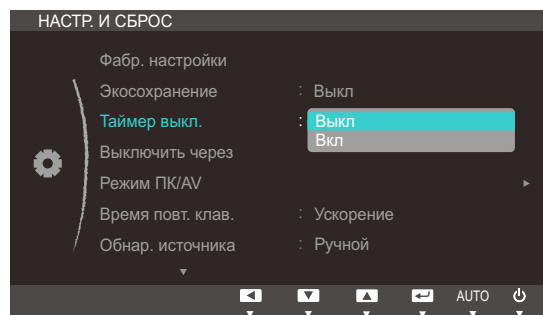 НАСТР. И СБРОС
Фабр. настройки
Экосохранение : Выкл
Таймер выкл. : Выкл
Вкл
Выключить через
Режим ПК/AV
Время повт. клав. : Ускорение
Обнар. источника : Ручной
AUTO